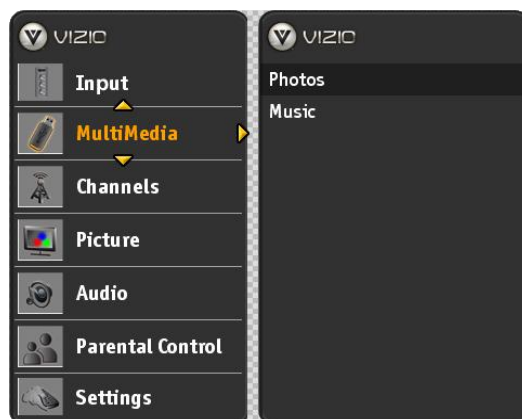 VIZIO
Input
MultiMedia
Channels
Picture
Audio
Parental Control
Settings
VIZIO
Photos
Music